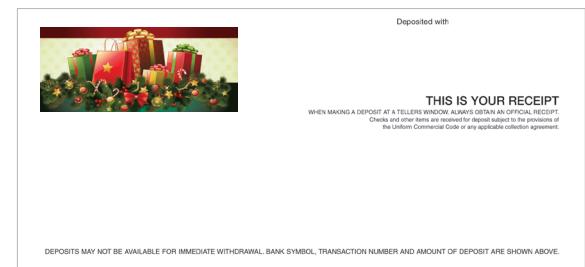 Deposited with
THIS IS YOUR RECEIPT
WHEN MAKING A DEPOSIT AT A TELLERS WINDOW, ALWAYS OBTAIN AN OFFICIAL RECEIPT.
Checks and other items are received for deposit subject to the provisions of
the Uniform Commercial Code or any applicable collection agreement.
DEPOSITS MAY NOT BE AVAILABLE FOR IMMEDIATE WITHDRAWAL. BANK SYMBOL, TRANSACTION NUMBER AND AMOUNT OF DEPOSIT ARE SHOWN ABOVE.